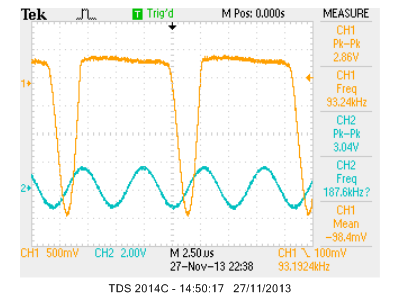 Tek T Trig'd M Pos: 0.000s MEASURE
CH1
Pk-Pk
2.86V
1
CH1
Freq
93.24kHz
CH2
Pk-Pk
3.04V
2
CH2
Freq
187.6kHz?
CH1
Mean
-98.4mV
CH1 500mV CH2 2.00V M 2.50us CH1 \ 100mV
27-Nov-13 22:38 93.1924kHz
TDS 2014C - 14:50:17 27/11/2013